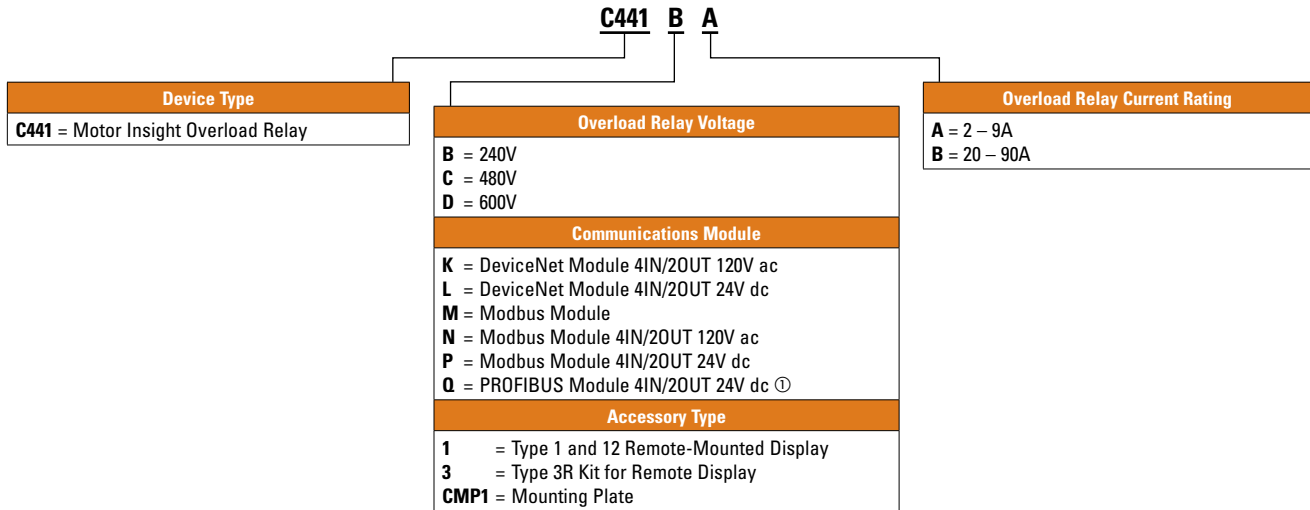 C441 B A
Device Type
C441 = Motor Insight Overload Relay
Overload Relay Voltage
B = 240V
C = 480V
D = 600V
Communications Module
K = DeviceNet Module 4IN/2OUT 120V ac
L = DeviceNet Module 4IN/2OUT 24V dc
M = Modbus Module
N = Modbus Module 4IN/2OUT 120V ac
P = Modbus Module 4IN/2OUT 24V dc
Q = PROFIBUS Module 4IN/2OUT 24V dc ①
Accessory Type
1 = Type 1 and 12 Remote-Mounted Display
3 = Type 3R Kit for Remote Display
CMP1 = Mounting Plate
Overload Relay Current Rating
A = 2 – 9A
B = 20 – 90A